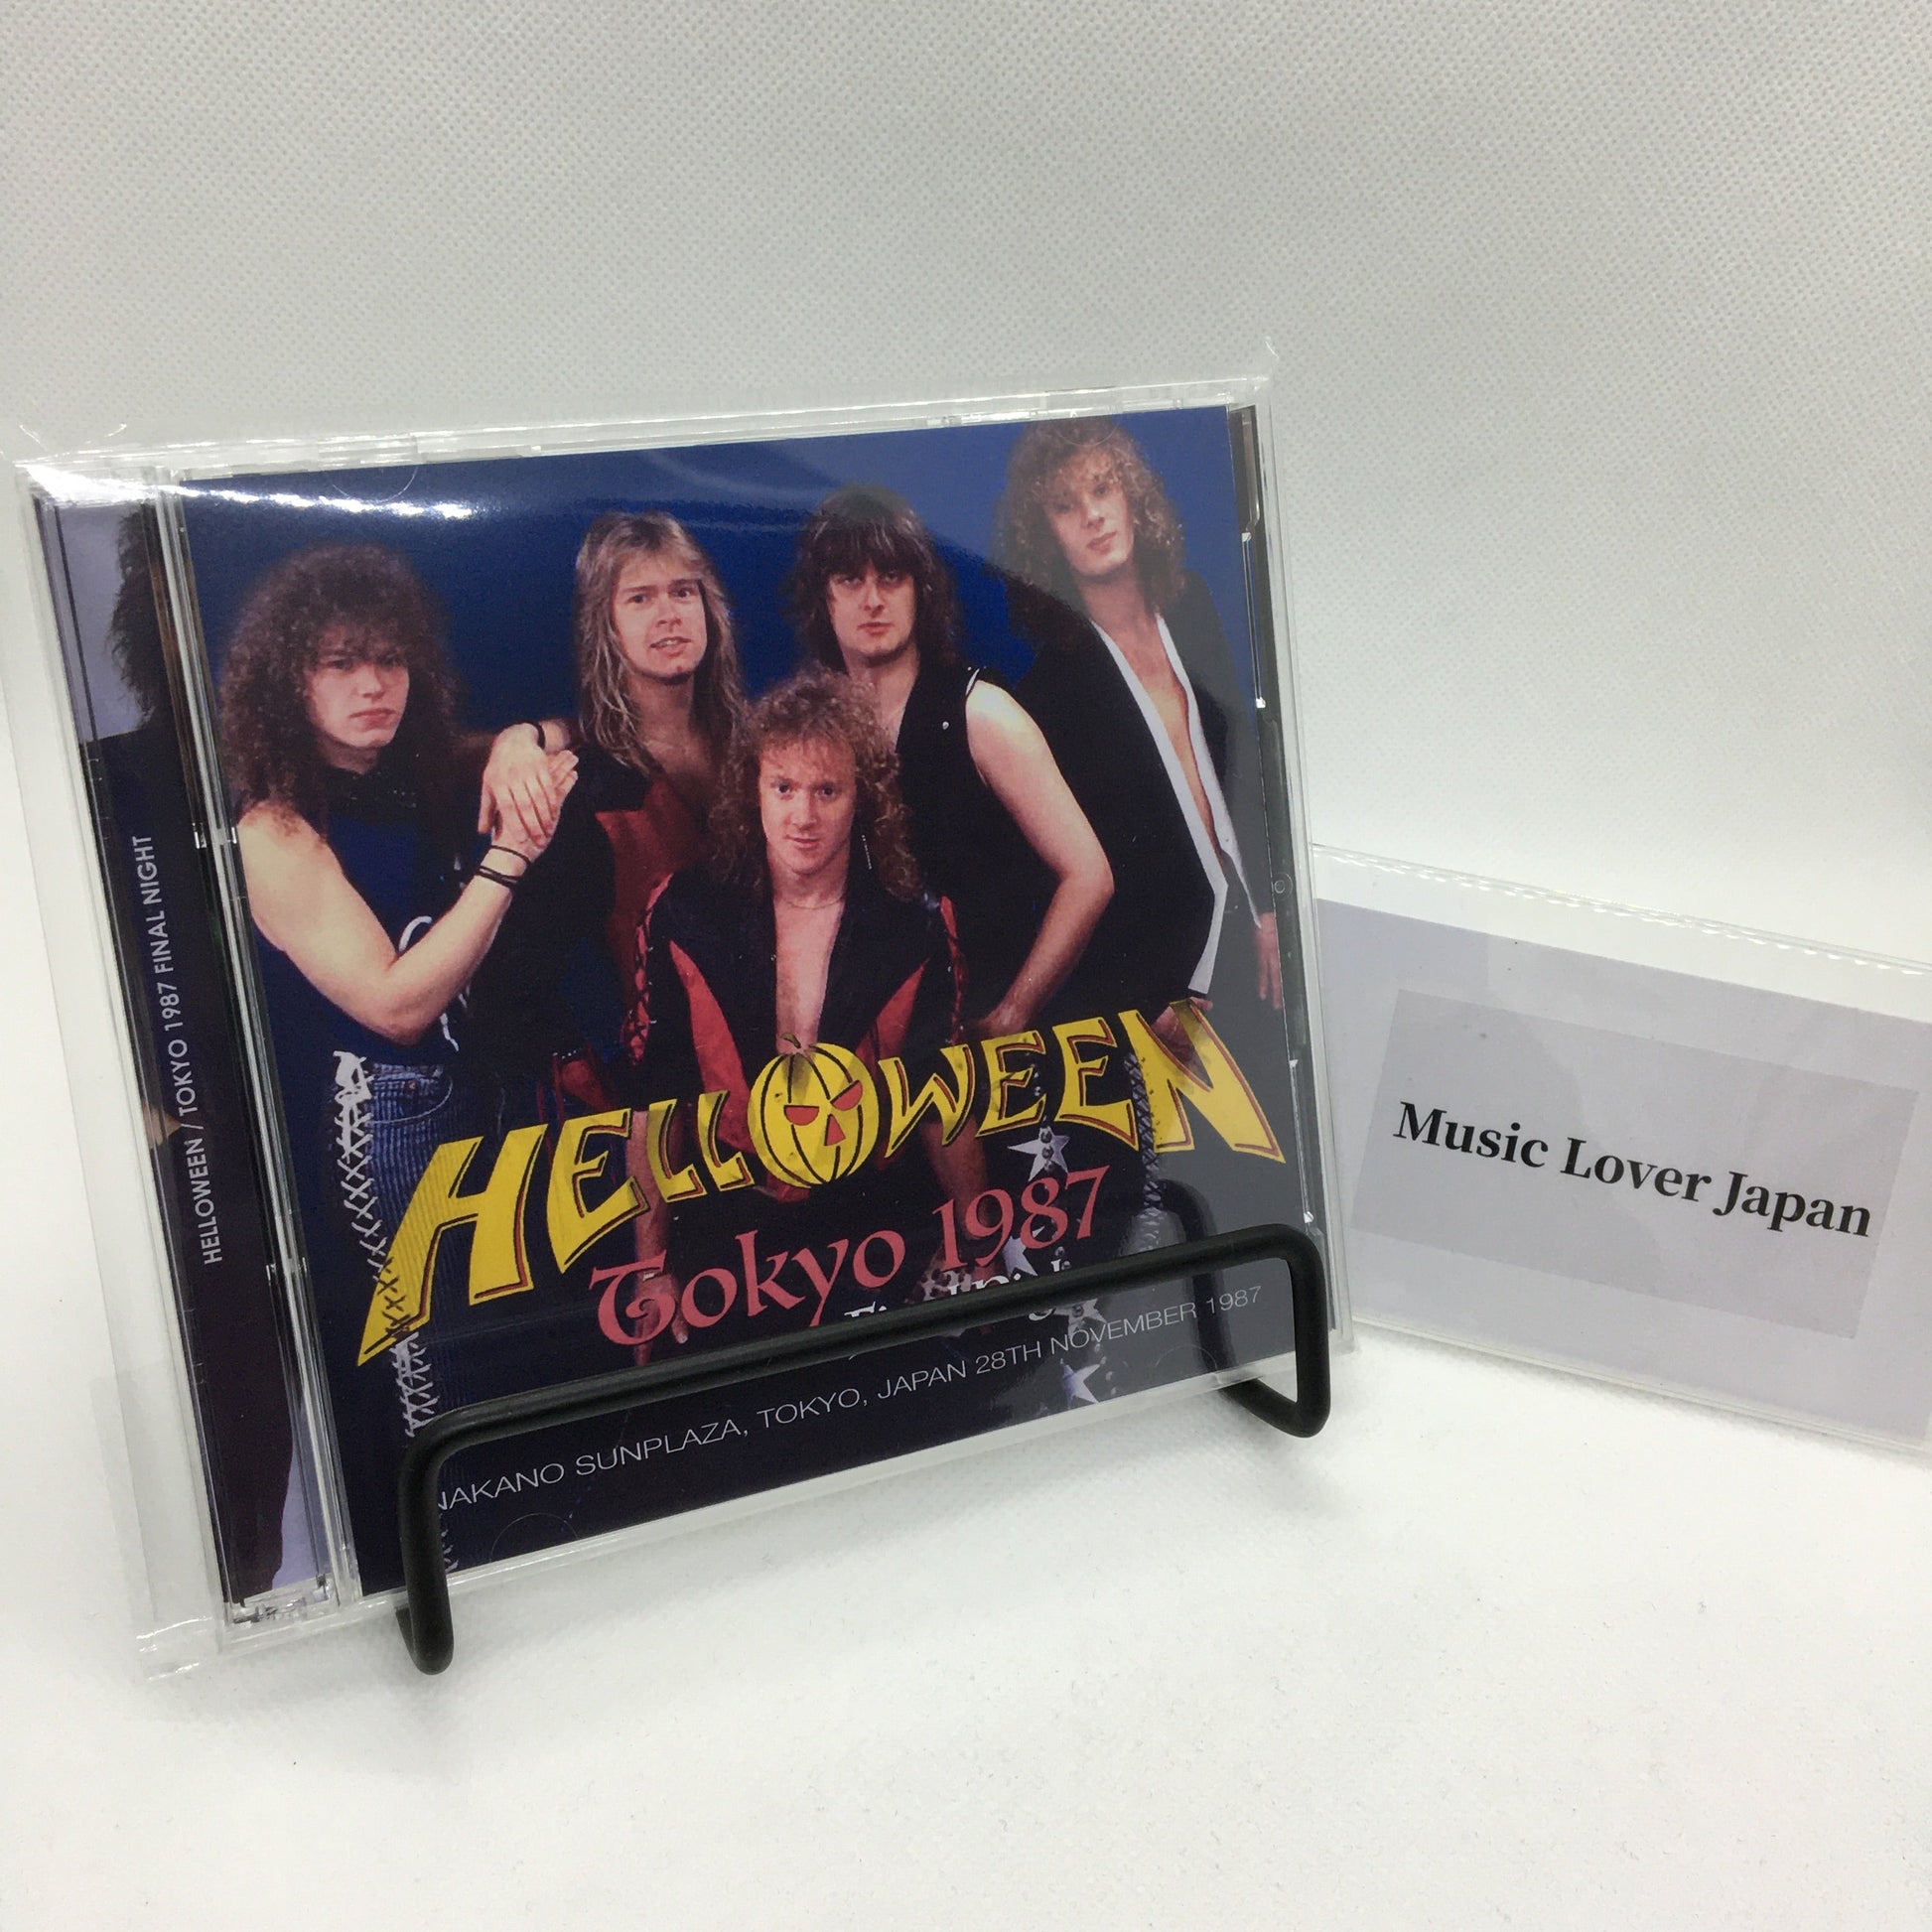 HELLOWEEN / TOKYO 1987 FINAL NIGHT
HELLOWEEN
Tokyo 1987
NAKANO SUNPLAZA, TOKYO, JAPAN 28TH NOVEMBER 1987
Music Lover Japan